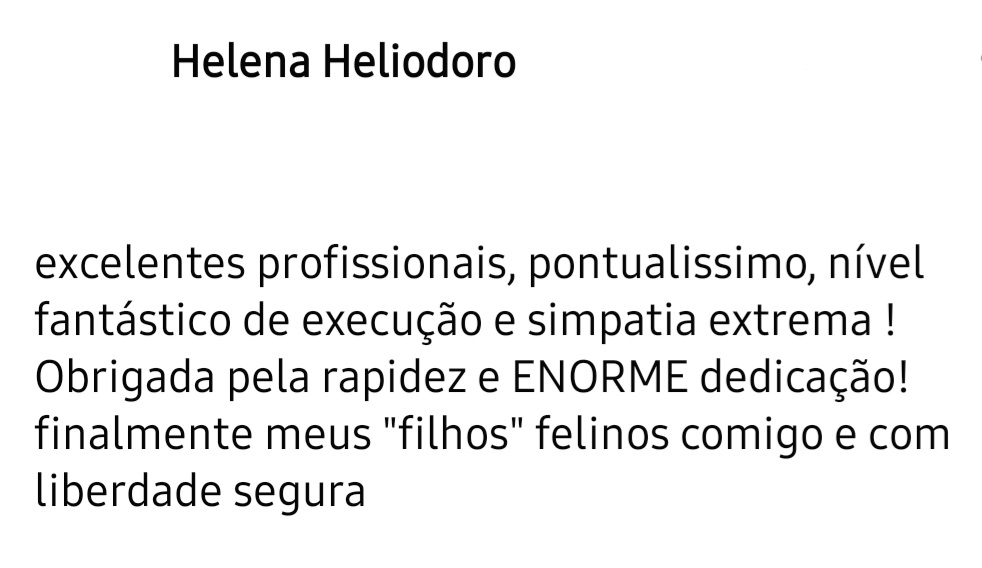 Helena Heliodoro
excelentes profissionais, pontualissimo, nível
fantástico de execução e simpatia extrema !
Obrigada pela rapidez e ENORME dedicação!
finalmente meus "filhos" felinos comigo e com
liberdade segura